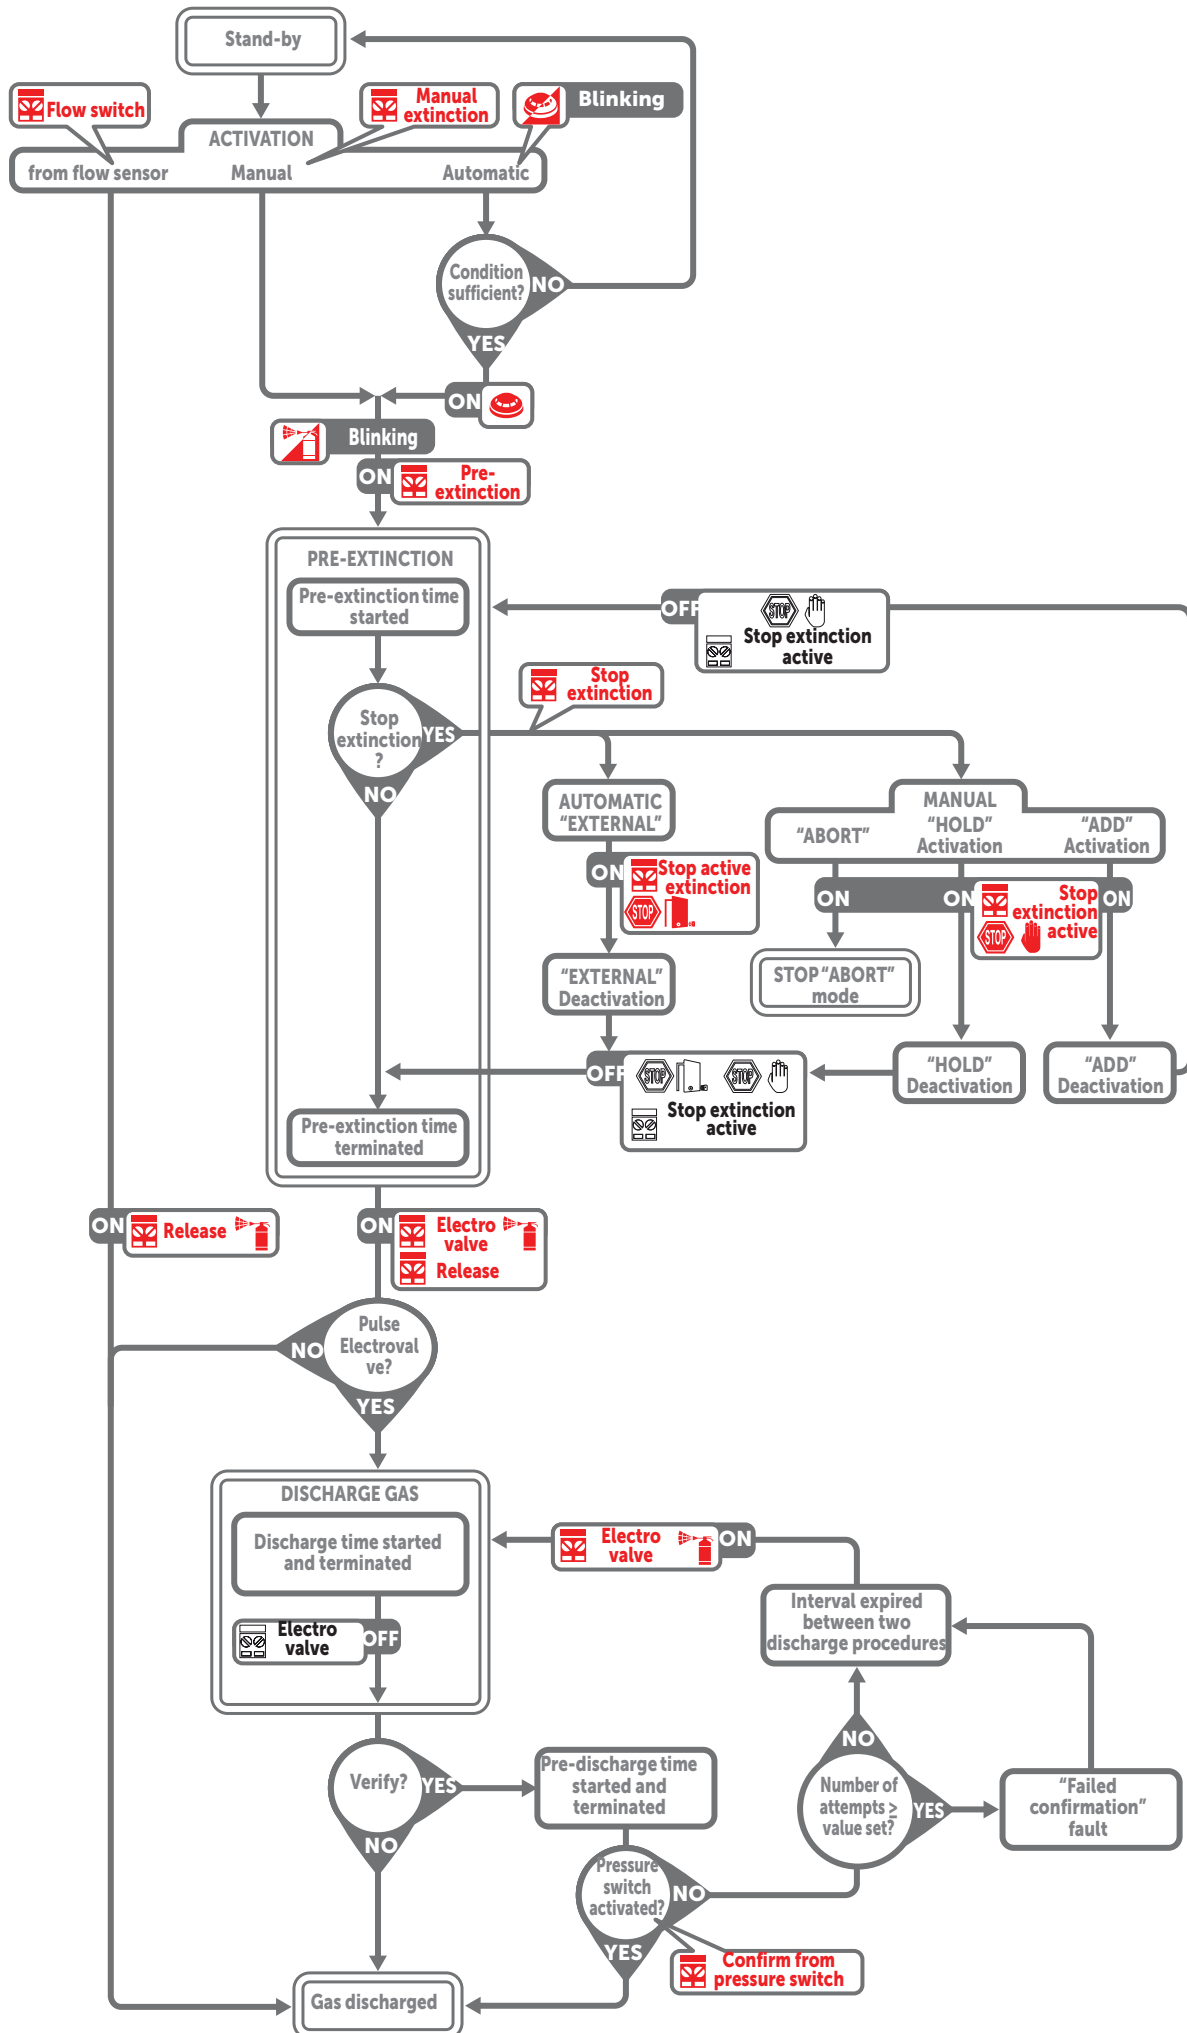 Stand-by
Flow switch
Manual
extinction
Blinking
ACTIVATION
from flow sensor
Manual
Automatic
Condition
sufficient?
NO
YES
ON
Blinking
ON
Pre-
extinction
PRE-EXTINCTION
Pre-extinction time
started
OFF
STOP
Stop extinction
active
Stop
extinction
Stop
extinction
?
YES
NO
AUTOMATIC
"EXTERNAL"
MANUAL
"ABORT"
"HOLD"
Activation
"ADD"
Activation
ON
Stop active
extinction
STOP
ON
ON
Stop
extinction
active
STOP
ON
"EXTERNAL"
Deactivation
STOP "ABORT"
mode
OFF
STOP
STOP
Stop extinction
active
"HOLD"
Deactivation
"ADD"
Deactivation
Pre-extinction time
terminated
ON
Release
ON
Electro
valve
Release
Pulse
Electroval
ve?
NO
YES
DISCHARGE GAS
Discharge time started
and terminated
Electro
valve
ON
Electro
valve
OFF
Interval expired
between two
discharge procedures
NO
Verify?
YES
NO
Pre-discharge time
started and
terminated
Number of
attempts ≥
value set?
YES
"Failed
confirmation"
fault
Pressure
switch
activated?
NO
YES
Confirm from
pressure switch
Gas discharged